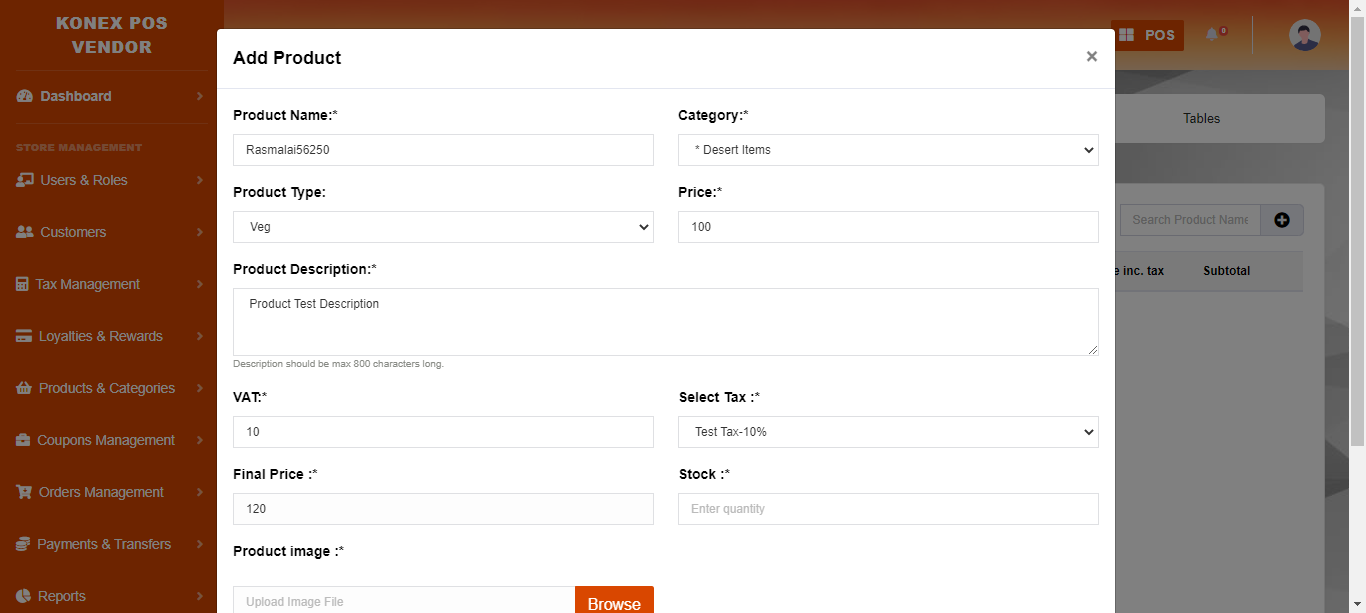 KONEX POS
VENDOR
POS
0
Add Product
×
Dashboard
Tables
Product Name:*
Category:*
STORE MANAGEMENT
Rasmalai56250
* Desert Items
Users & Roles
Product Type:
Price:*
Veg
100
Search Product Name
Customers
Product Description:*
e inc. tax
Subtotal
Tax Management
Product Test Description
Loyalties & Rewards
Description should be max 800 characters long.
Products & Categories
VAT:*
Select Tax :*
10
Test Tax-10%
Coupons Management
Final Price :*
Stock :*
Orders Management
120
Enter quantity
Payments & Transfers
Product image :*
Reports
Upload Image File
Browse